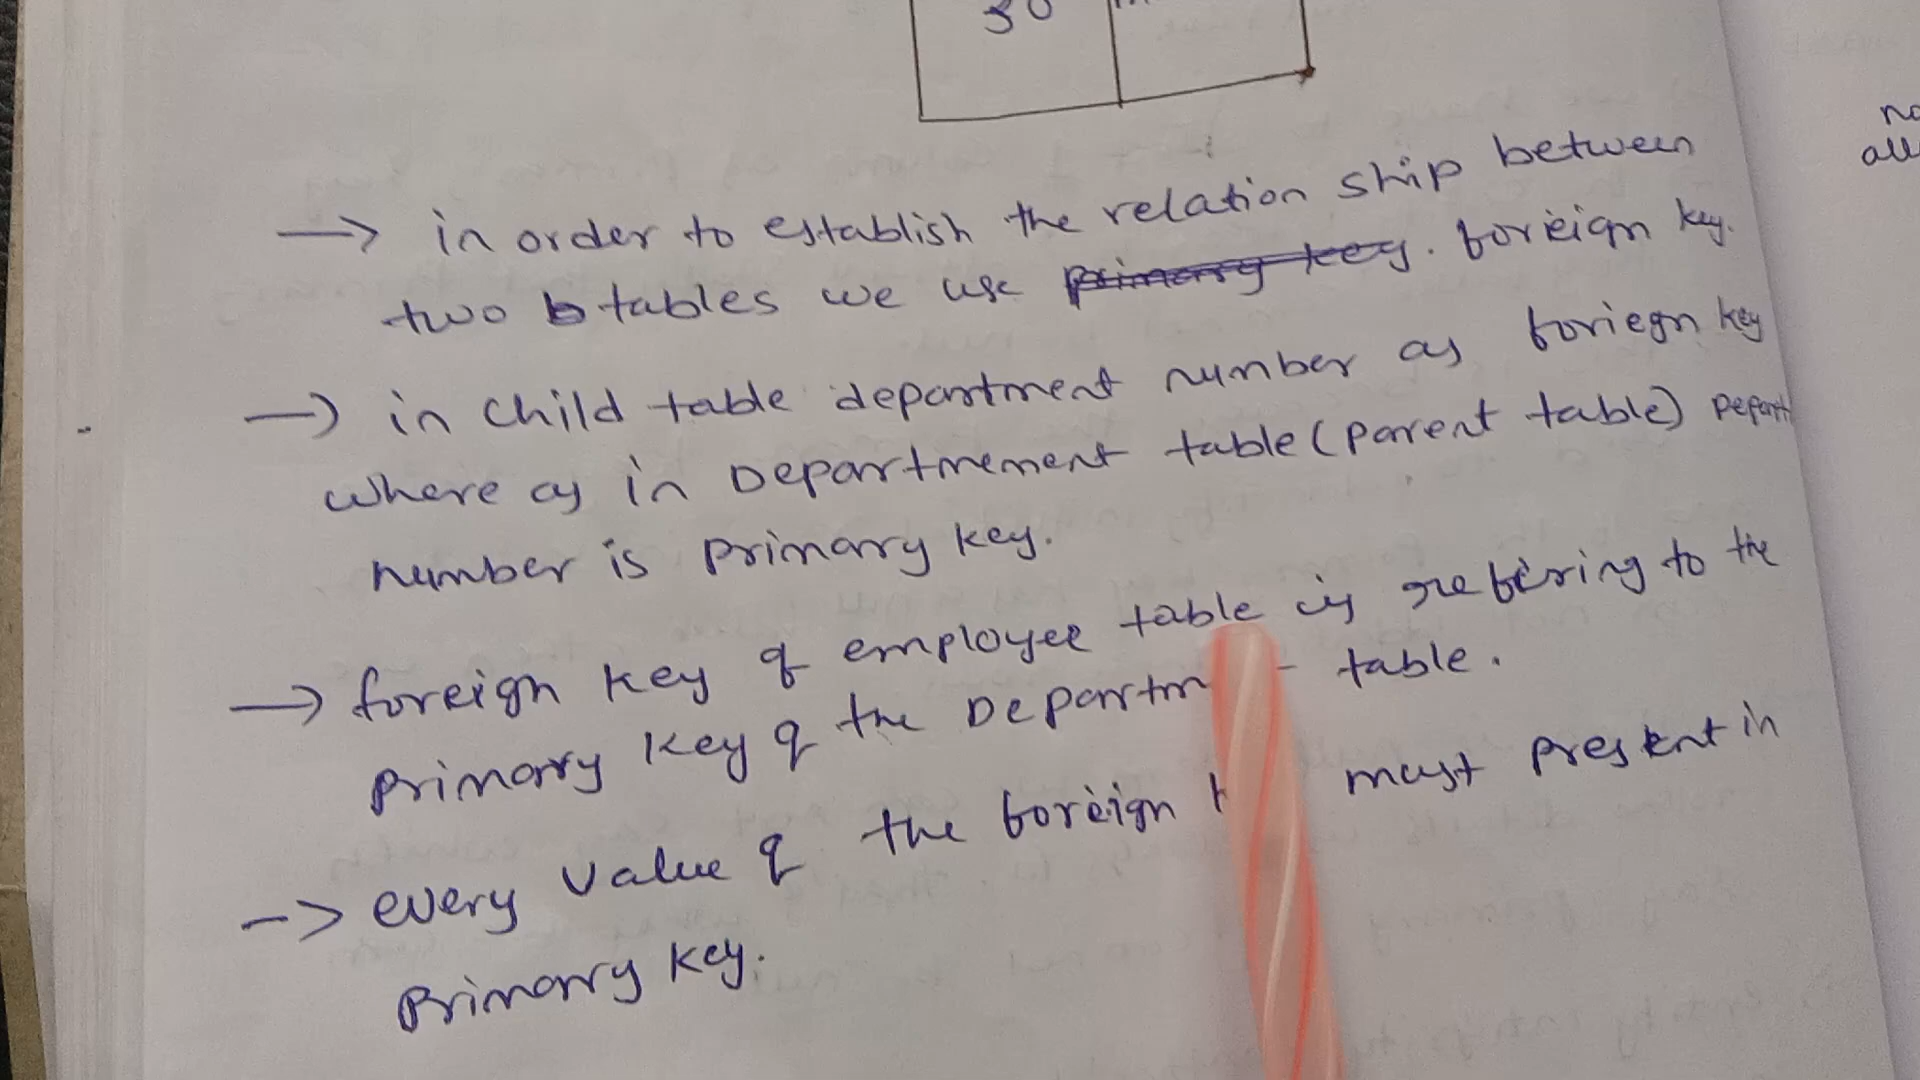 30
→ in order to establish the relation ship between
two tables we use primary key. foreign key.
→ in child table department number as foriegn key
where as in Departmement table (parent table) Depart
number is primary key.
→ foreign key of employee table is refering to the
primary key of the Departm table.
→ every value of the foreign must present in
primary key.
no
all